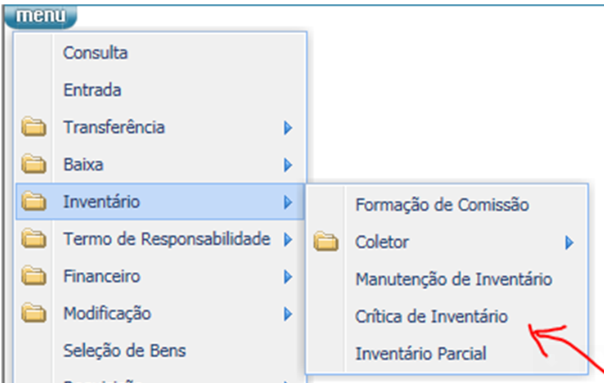 menu
Consulta
Entrada
Transferência
Baixa
Inventário
Termo de Responsabilidade
Financeiro
Modificação
Seleção de Bens
Formação de Comissão
Coletor
Manutenção de Inventário
Crítica de Inventário
Inventário Parcial